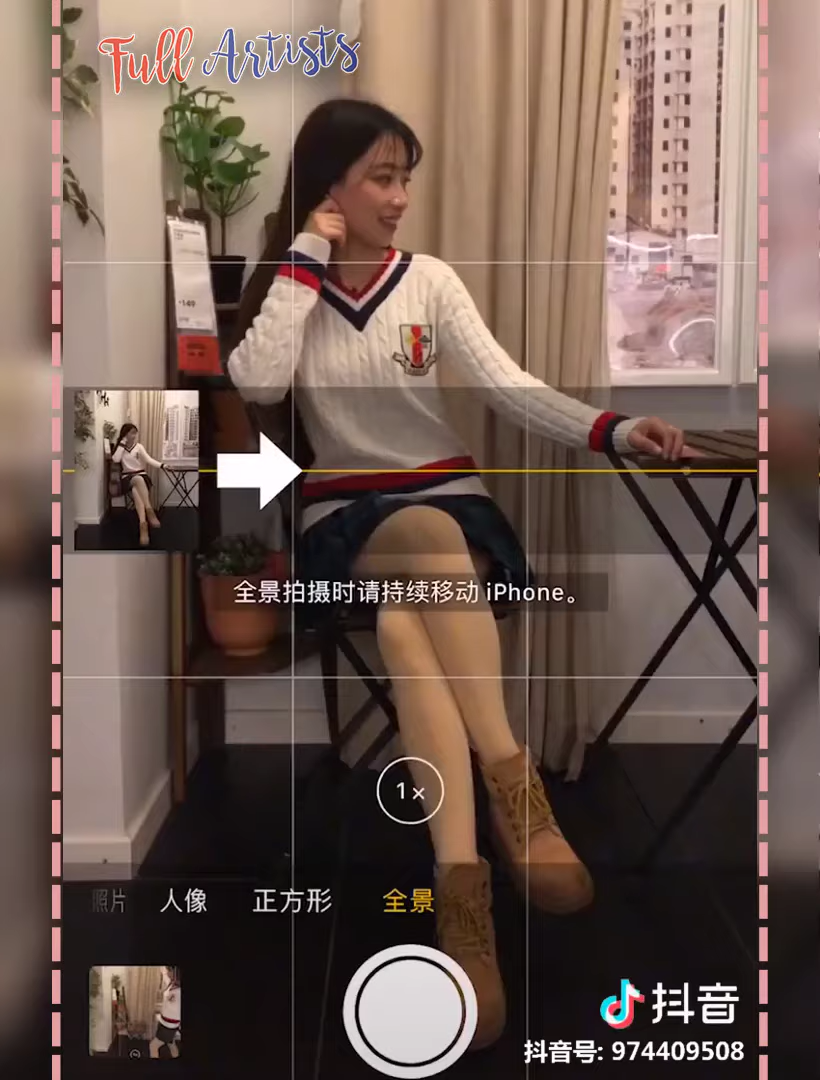 Full Artists
149
全景拍摄时请持续移动 iPhone。
1×
照片 人像 正方形 全景
抖音
抖音号: 974409508